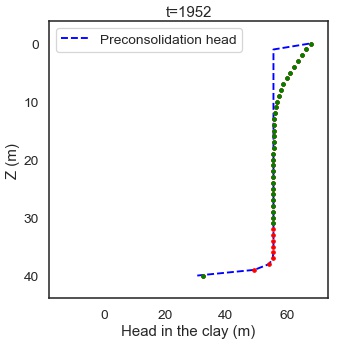 t=1952
Preconsolidation head
0
10
20
30
40
Z (m)
0 20 40 60
Head in the clay (m)